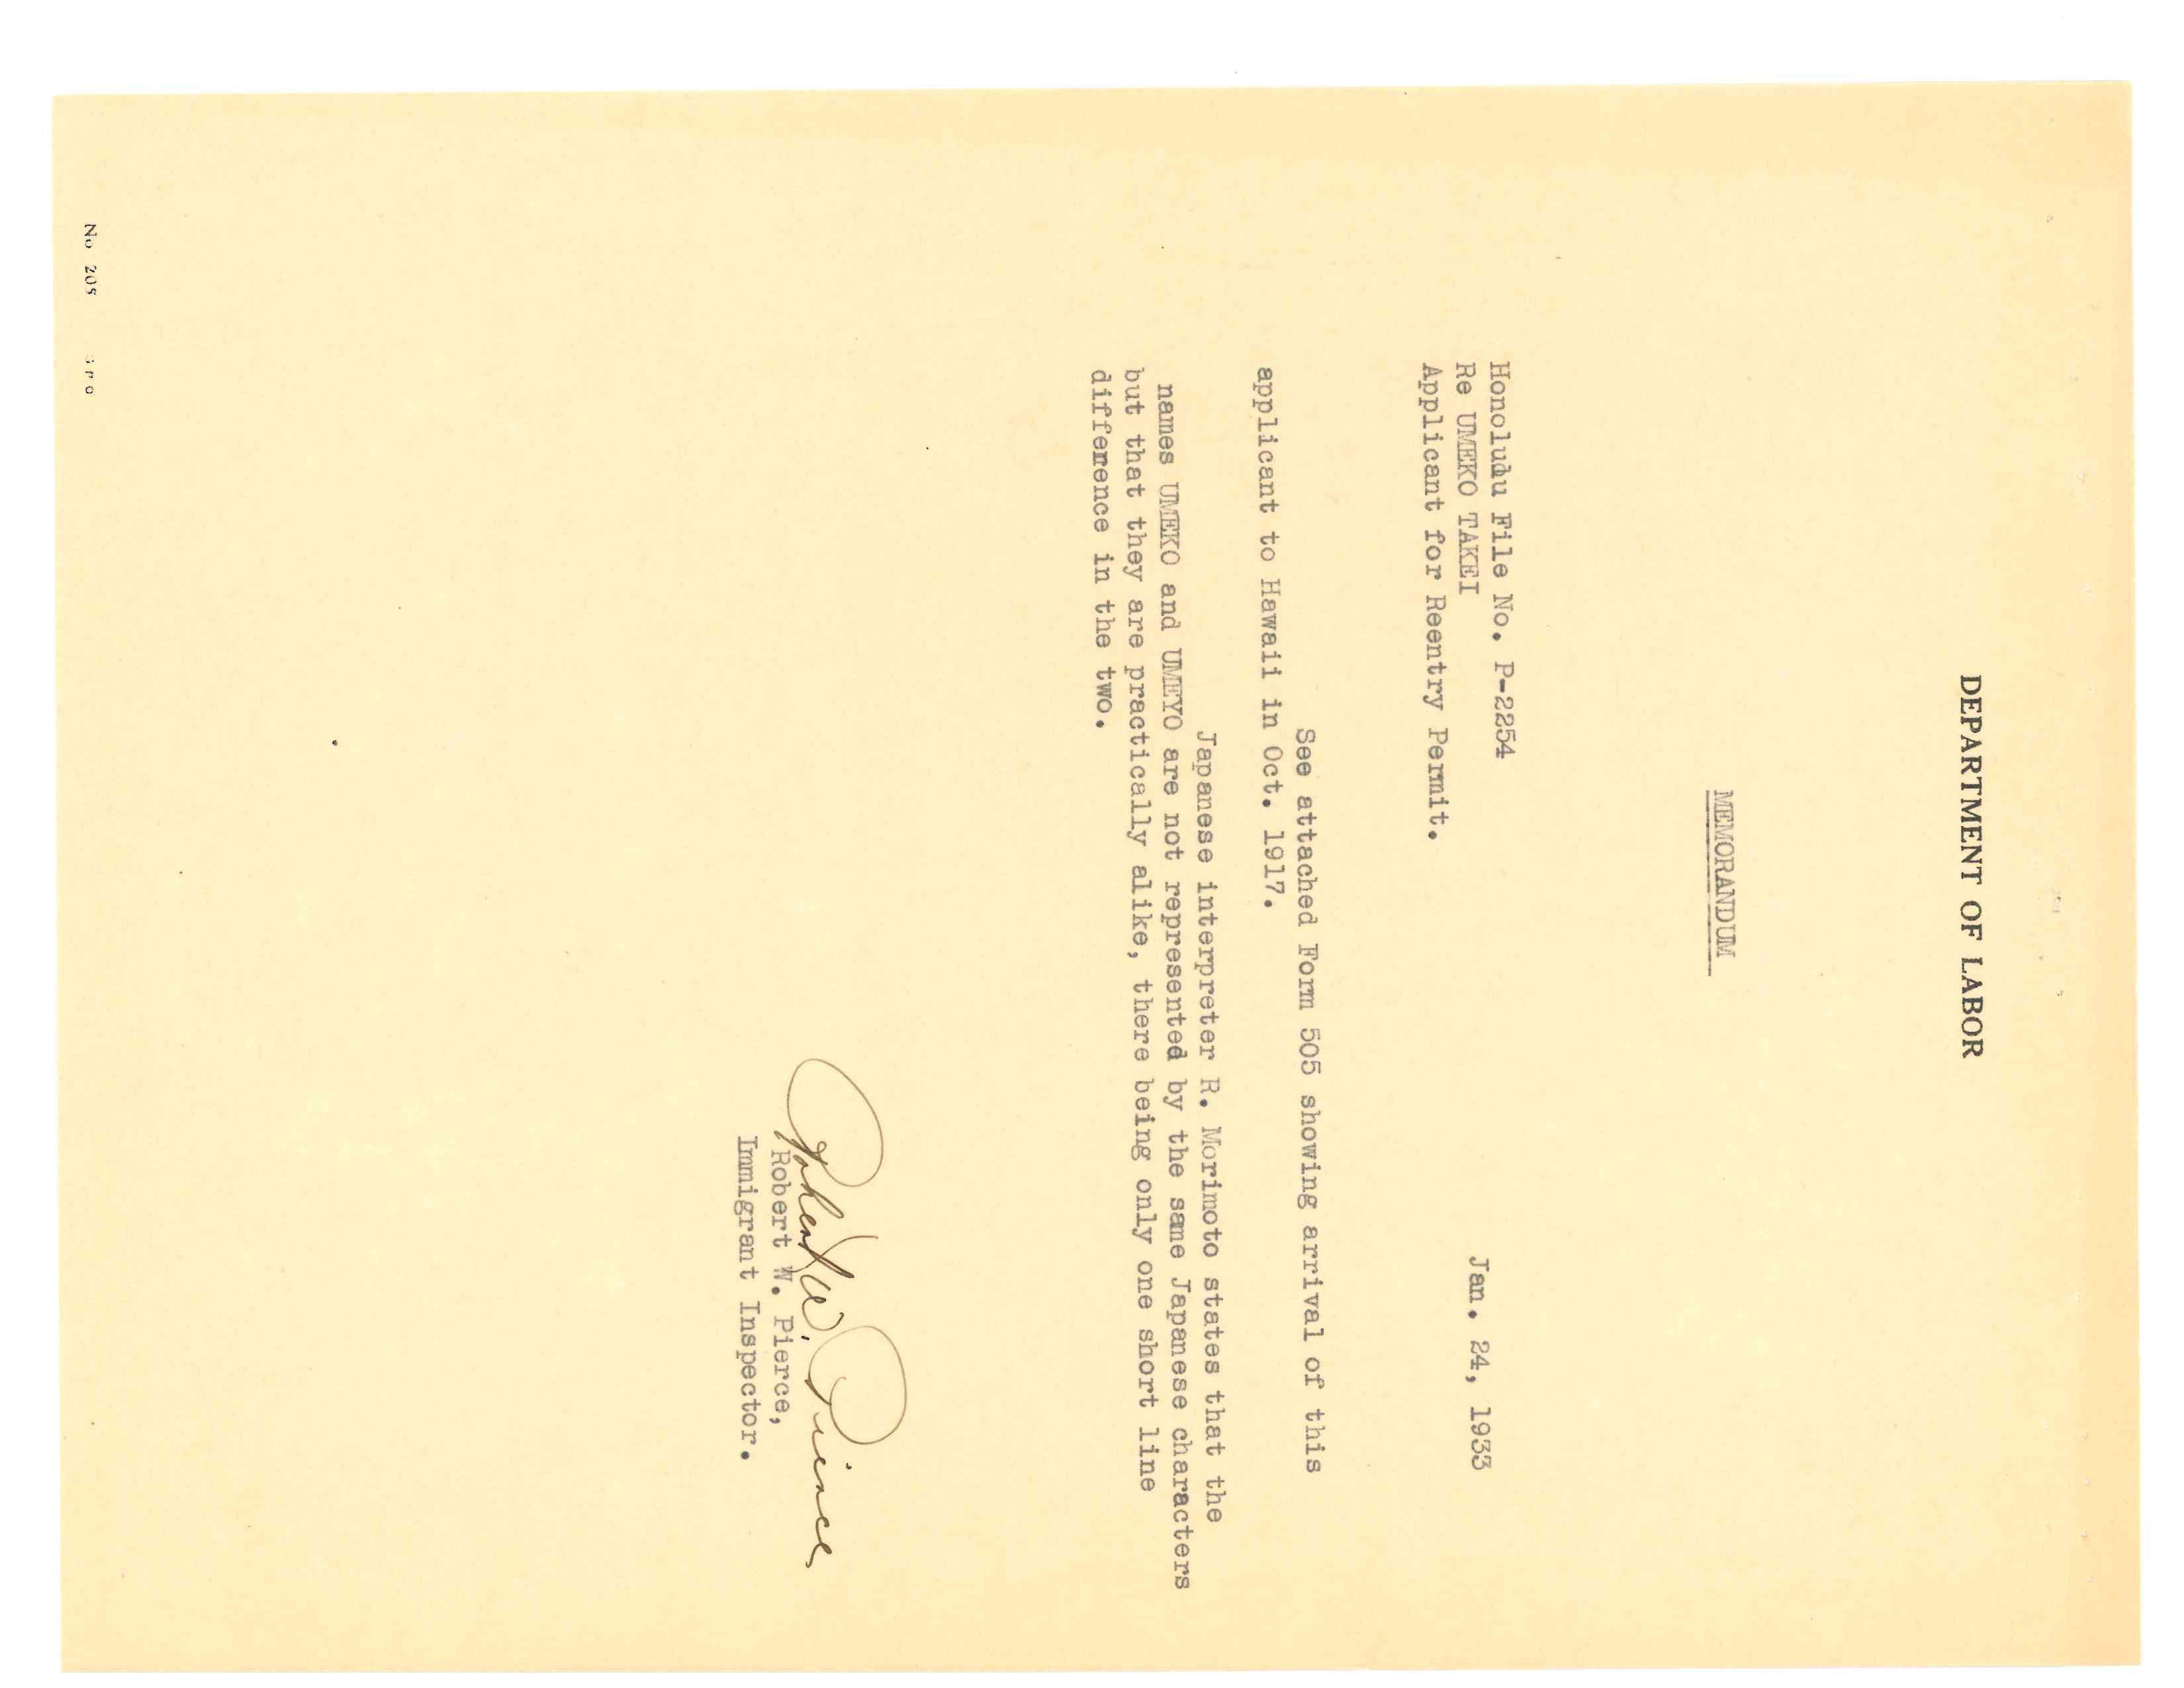 DEPARTMENT OF LABOR
MEMORANDUM
Honolulu File No. P-2254
Re UMEKO TAKEI
Applicant for Reentry Permit.
Jan. 24, 1933
See attached Form 505 showing arrival of this
applicant to Hawaii in Oct. 1917.
Japanese interpreter R. Morimoto states that the
names UMEKO and UMEYO are not represented by the same Japanese characters
but that they are practically alike, there being only one short line
difference in the two.
Robert W. Pierce
Robert W. Pierce,
Immigrant Inspector.
No 205 GPO